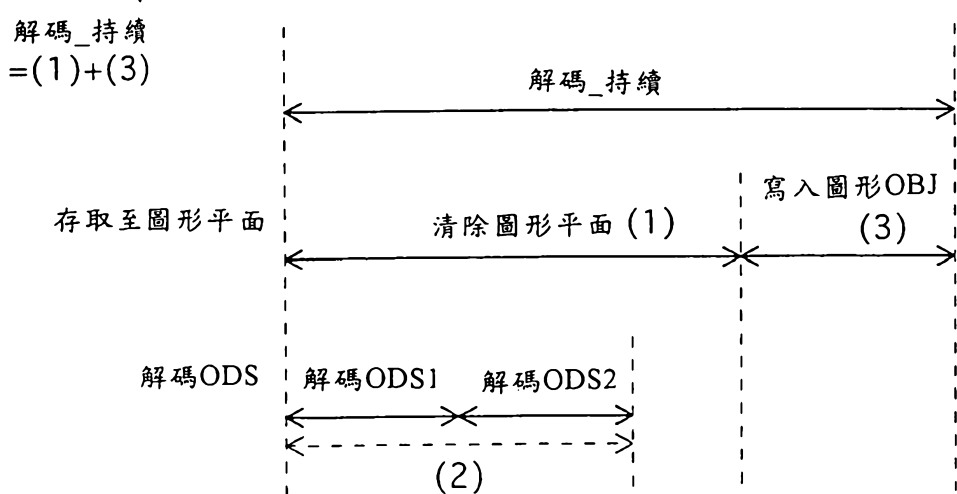 解碼_持續
=(1)+(3)
解碼_持續
寫入圖形OBJ
(3)
存取至圖形平面
清除圖形平面 (1)
解碼ODS
解碼ODS1
解碼ODS2
(2)